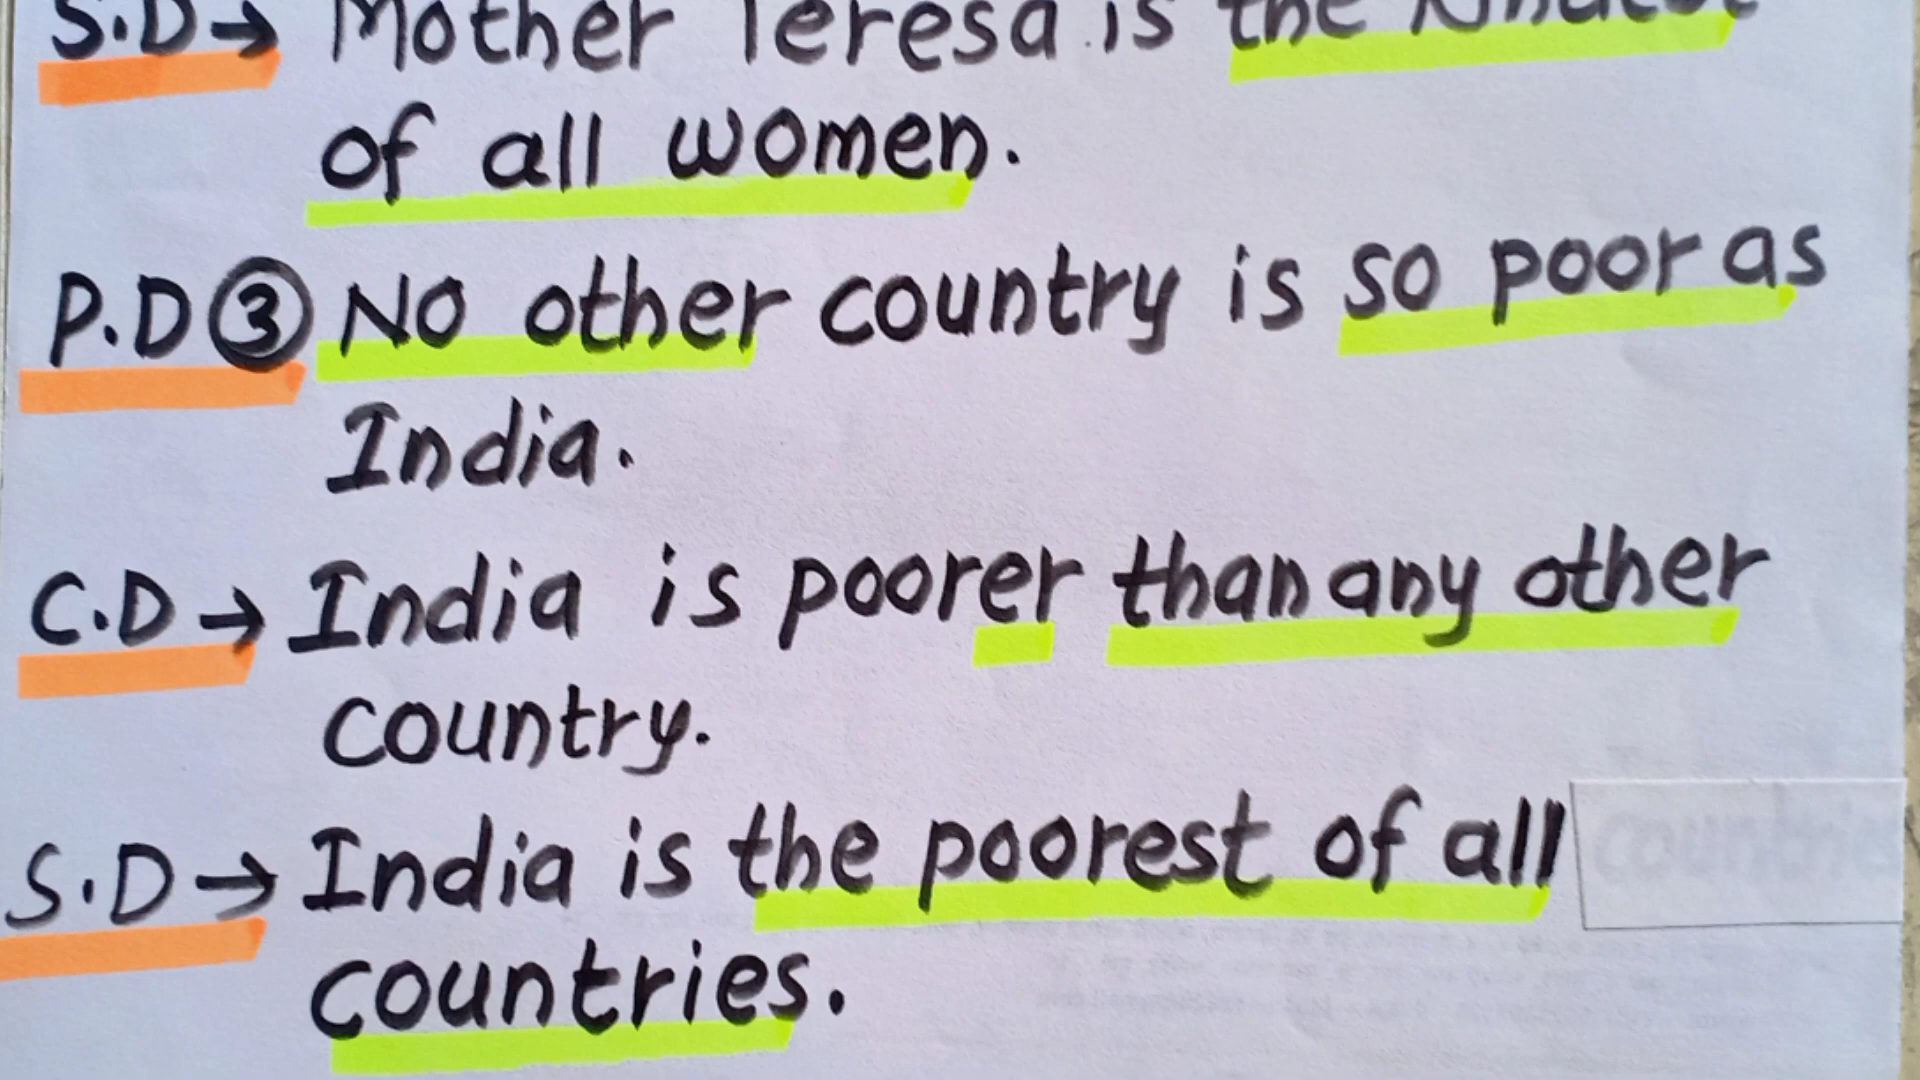 S.D→ Mother Teresa is the kindest
of all women.
P.D ③ No other country is so poor as
India.
C.D → India is poorer than any other
country.
S.D → India is the poorest of all
countries.